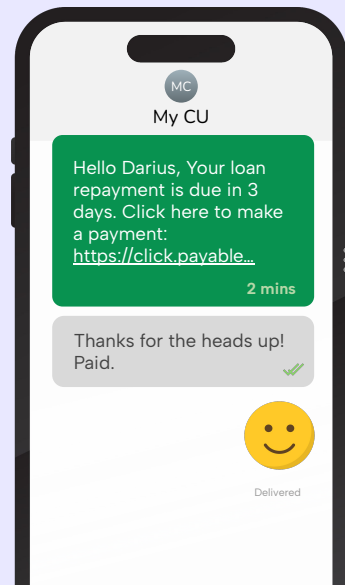 MC
My CU
Hello Darius, Your loan
repayment is due in 3
days. Click here to make
a payment:
https://click.payable...
2 mins
Thanks for the heads up!
Paid.
Delivered